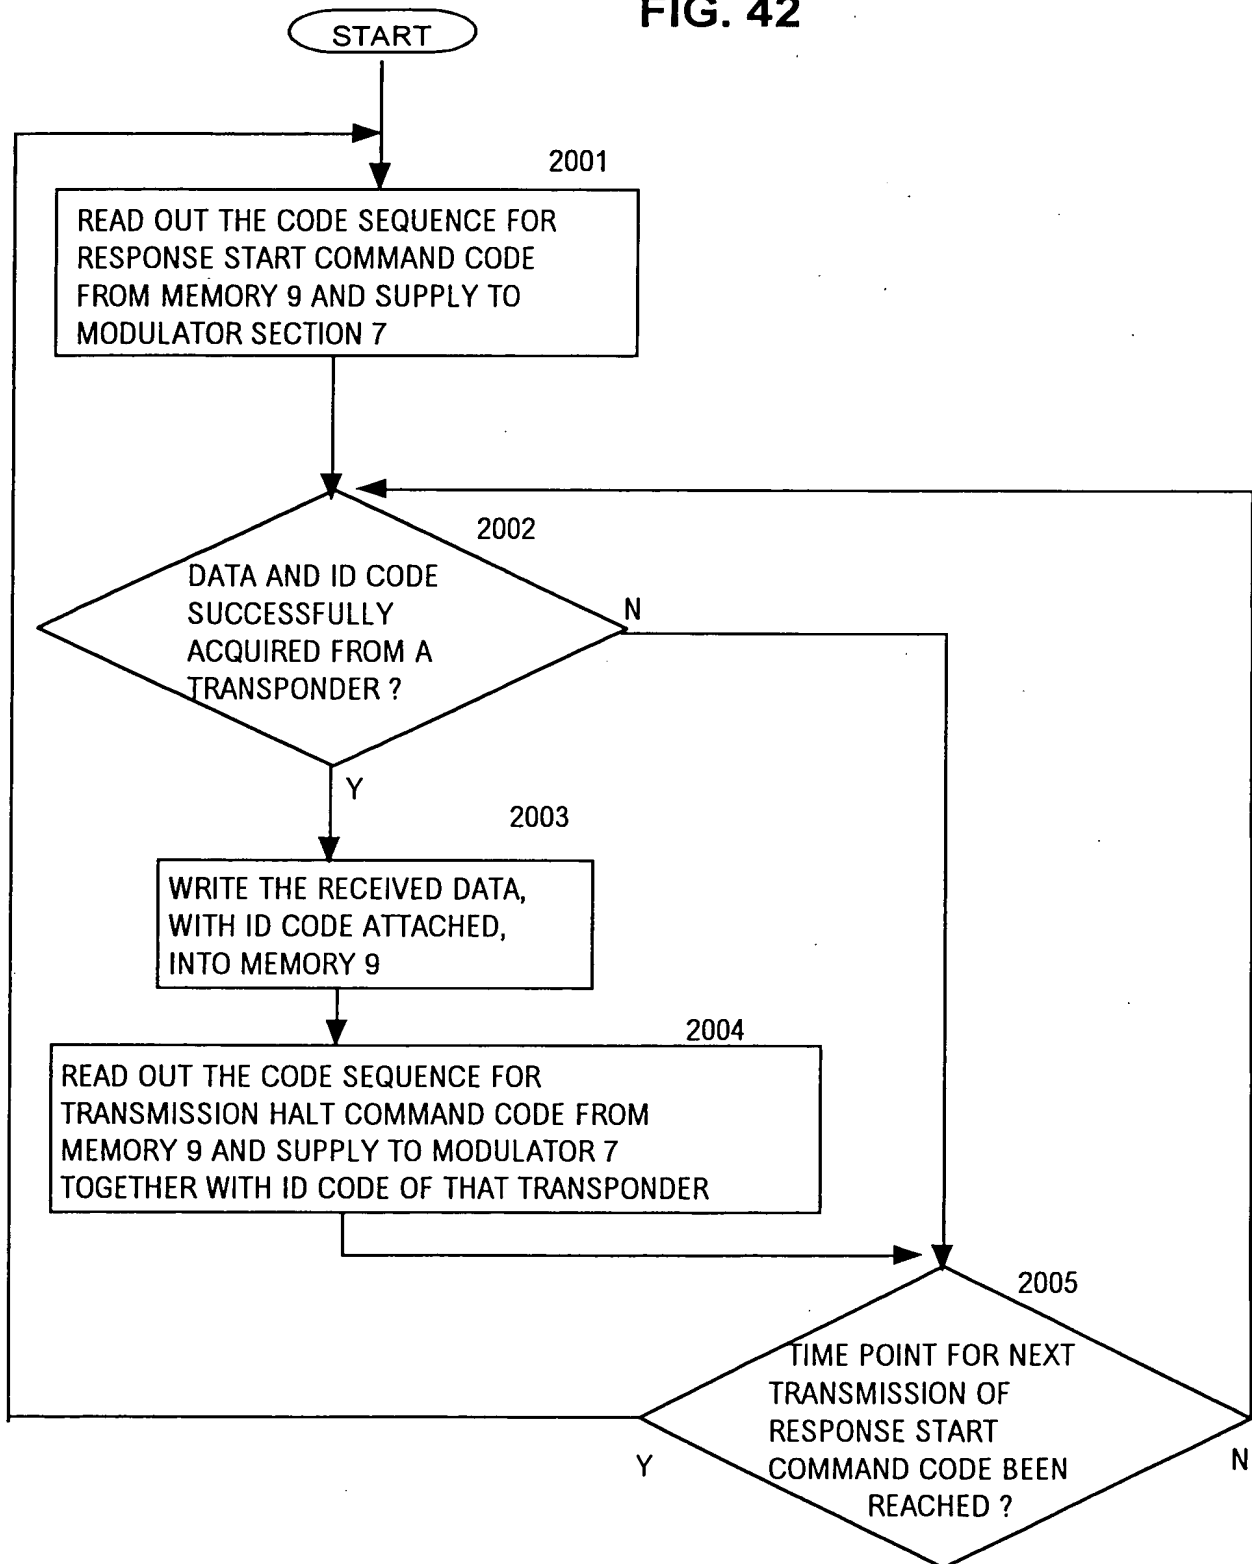 FIG. 42
START
2001
READ OUT THE CODE SEQUENCE FOR
RESPONSE START COMMAND CODE
FROM MEMORY 9 AND SUPPLY TO
MODULATOR SECTION 7
2002
DATA AND ID CODE
SUCCESSFULLY
ACQUIRED FROM A
TRANSPONDER ?
N
Y
2003
WRITE THE RECEIVED DATA,
WITH ID CODE ATTACHED,
INTO MEMORY 9
2004
READ OUT THE CODE SEQUENCE FOR
TRANSMISSION HALT COMMAND CODE FROM
MEMORY 9 AND SUPPLY TO MODULATOR 7
TOGETHER WITH ID CODE OF THAT TRANSPONDER
2005
TIME POINT FOR NEXT
TRANSMISSION OF
RESPONSE START
COMMAND CODE BEEN
REACHED ?
Y
N